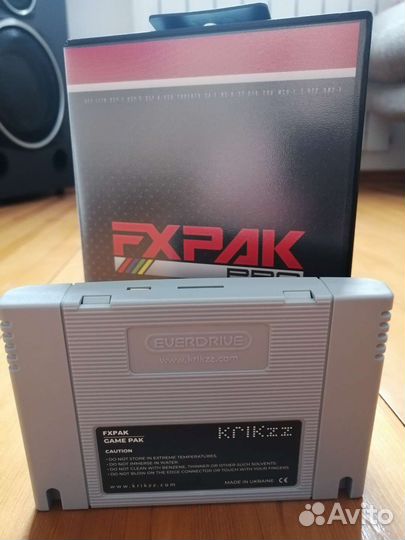 FXPAK
PRO
EVERDRIVE
www.krikzz.com
FXPAK
GAME PAK
krikzz
CAUTION
• DO NOT STORE IN EXTREME TEMPERATURES.
• DO NOT IMMERSE IN WATER.
• DO NOT CLEAN WITH BENZENE, THINNER OR OTHER SUCH SOLVENTS.
• DO NOT BLOW ON THE EDGE CONNECTOR OR TOUCH WITH YOUR FINGERS.
www.krikzz.com
MADE IN UKRAINE CE
Avito